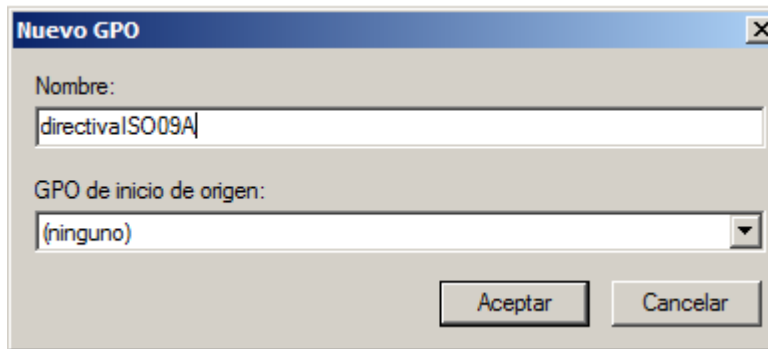 Nuevo GPO
Nombre:
directivaISO09A
GPO de inicio de origen:
(ninguno)
Aceptar
Cancelar